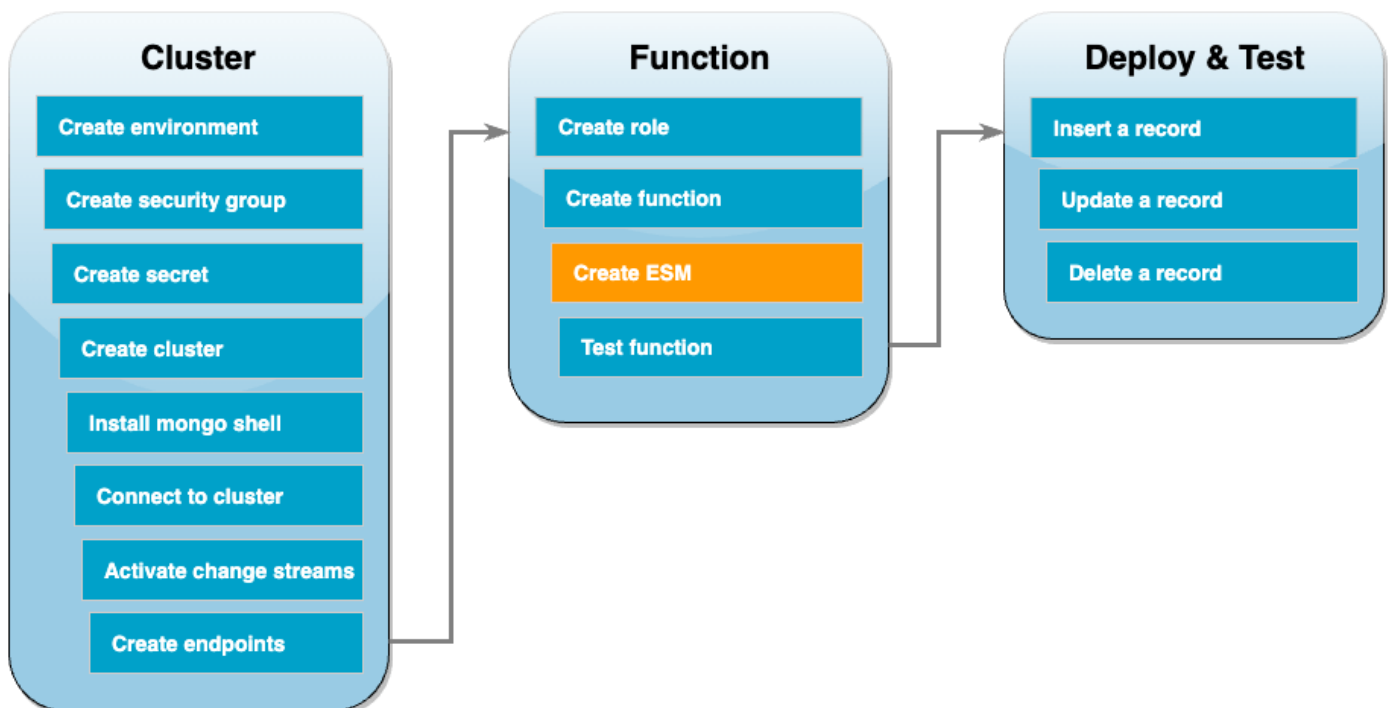 Cluster
Create environment
Create security group
Create secret
Create cluster
Install mongo shell
Connect to cluster
Activate change streams
Create endpoints
Function
Create role
Create function
Create ESM
Test function
Deploy & Test
Insert a record
Update a record
Delete a record